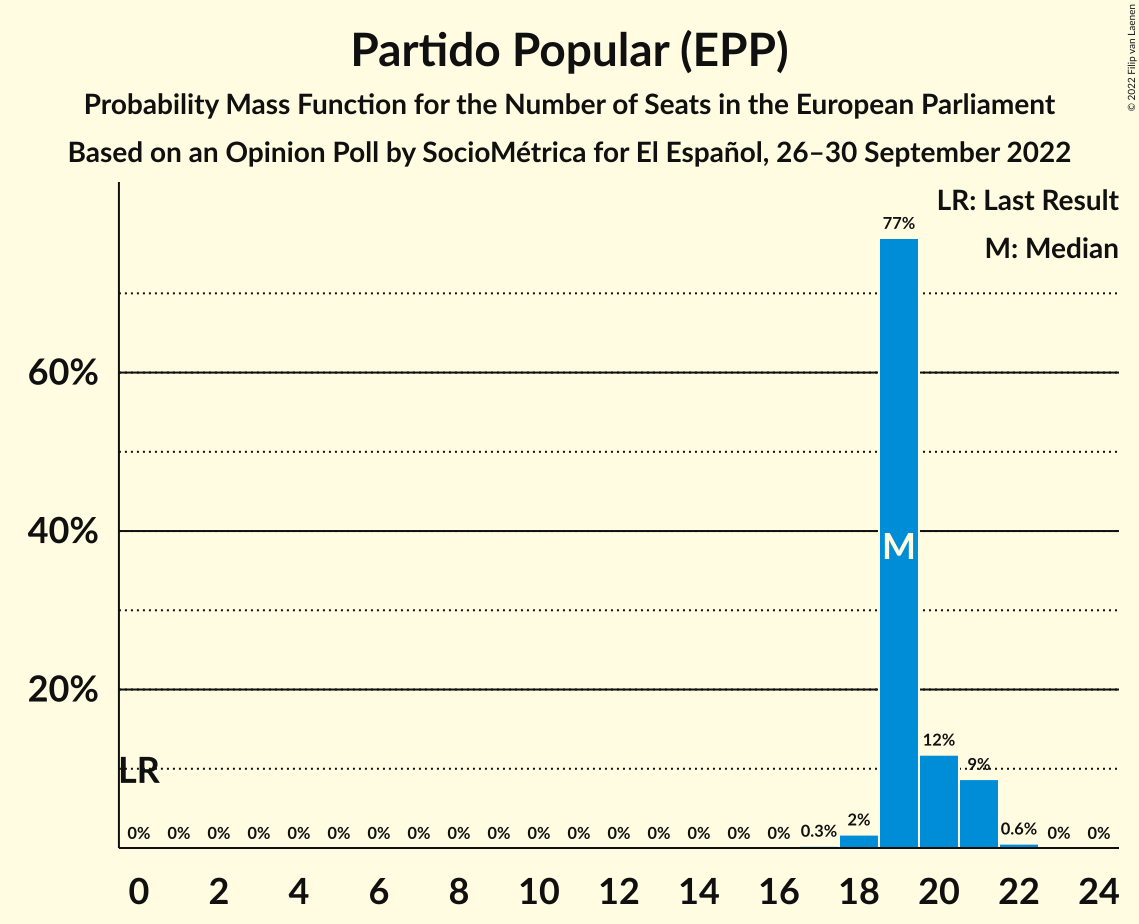 Partido Popular (EPP)
Probability Mass Function for the Number of Seats in the European Parliament
Based on an Opinion Poll by SocioMétrica for El Español, 26–30 September 2022
© 2022 Filip van Laenen
LR: Last Result
M: Median
77%
60%
40%
M
20%
12%
LR
9%
0% 0% 0% 0% 0% 0% 0% 0% 0% 0% 0% 0% 0% 0% 0% 0% 0% 0.3% 2% 0.6% 0% 0%
0 2 4 6 8 10 12 14 16 18 20 22 24